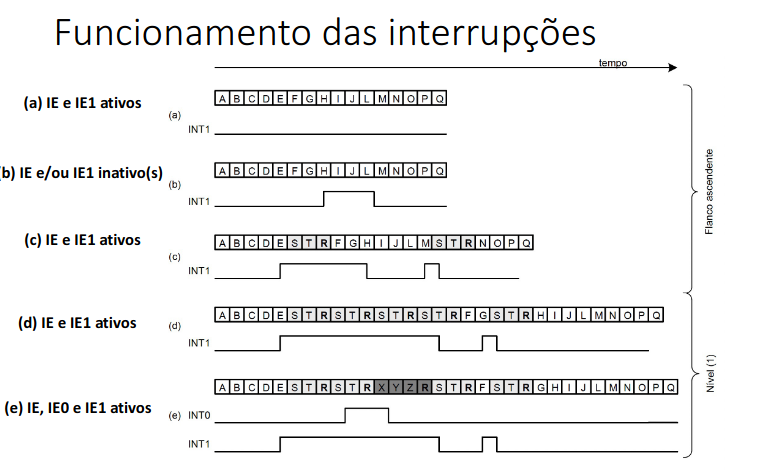 Funcionamento das interrupções
tempo
(a) IE e IE1 ativos
(a)
A B C D E F G H I J L M N O P Q
INT1
b) IE e/ou IE1 inativo(s)
(b)
A B C D E F G H I J L M N O P Q
INT1
Flanco ascendente
(c) IE e IE1 ativos
(c)
A B C D E S T R F G H I J L M S T R N O P Q
INT1
(d) IE e IE1 ativos
(d)
A B C D E S T R S T R S T R S T R F G S T R H I J L M N O P Q
INT1
Nível (1)
(e) IE, IE0 e IE1 ativos
A B C D E S T R S T R X Y Z R S T R F S T R G H I J L M N O P Q
(e) INT0
INT1